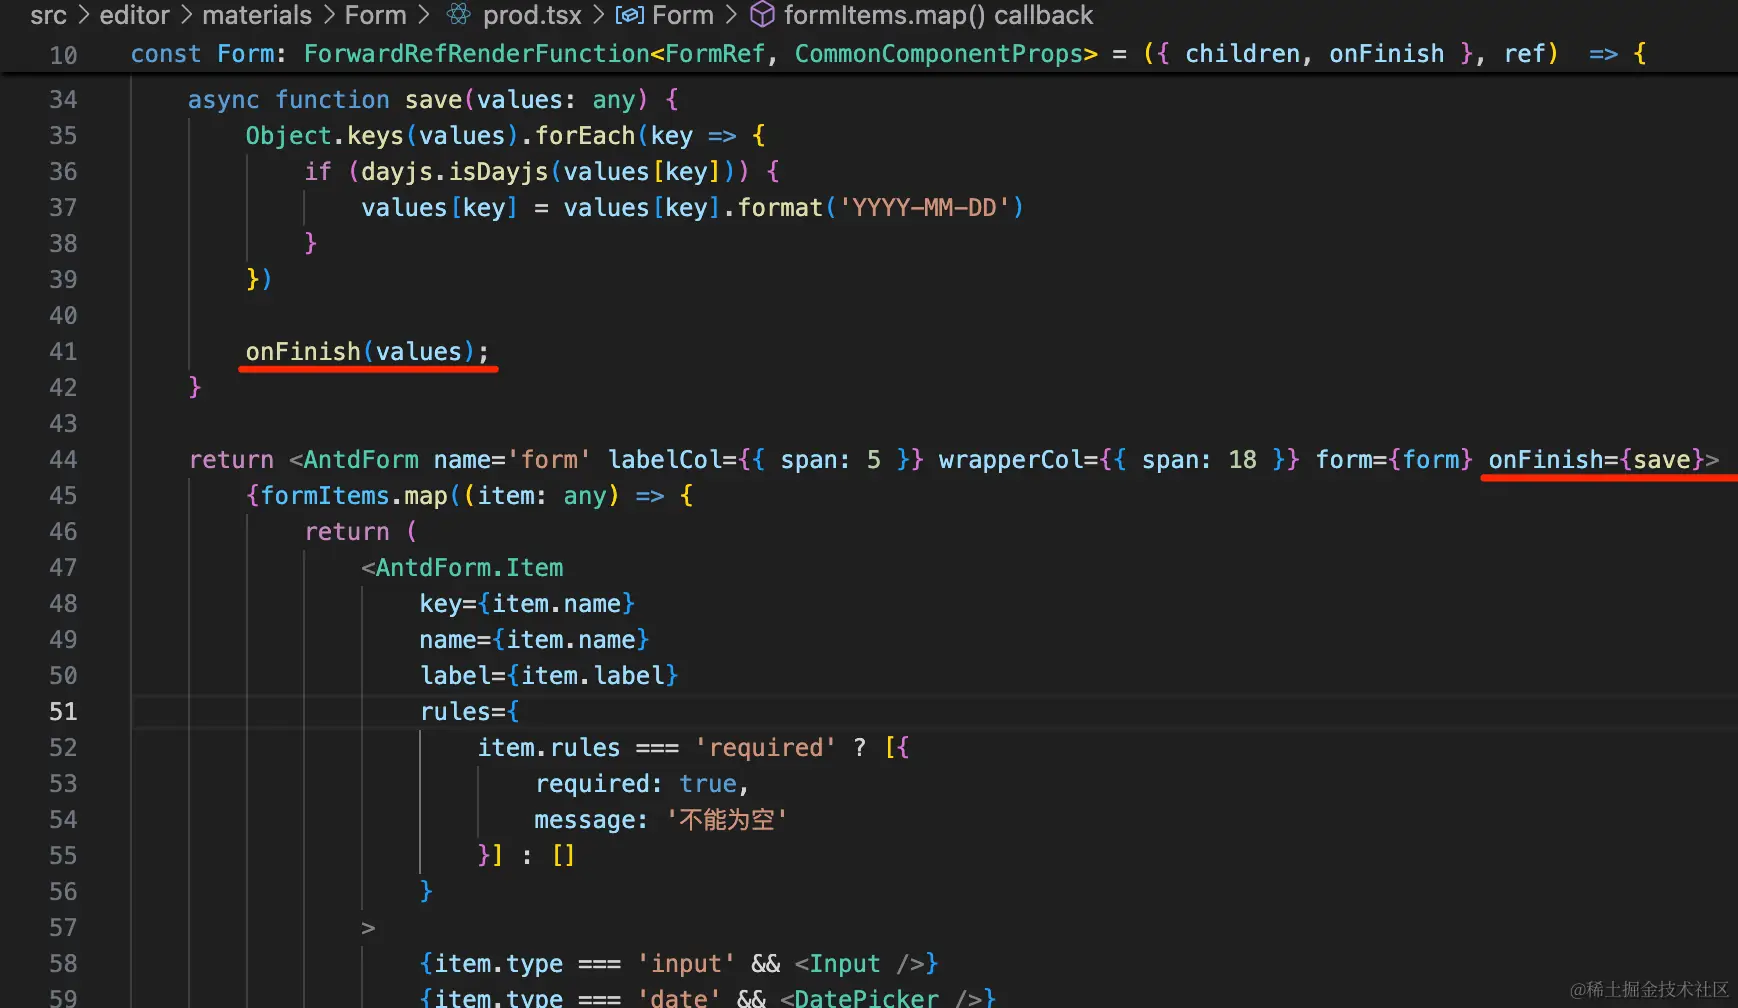 src > editor > materials > Form > prod.tsx > Form > formItems.map() callback
10 const Form: ForwardRefRenderFunction<FormRef, CommonComponentProps> = ({ children, onFinish }, ref) => {
34 async function save(values: any) {
35 Object.keys(values).forEach(key => {
36 if (dayjs.isDayjs(values[key])) {
37 values[key] = values[key].format('YYYY-MM-DD')
38 }
39 })
40
41 onFinish(values);
42 }
43
44 return <AntdForm name='form' labelCol={{ span: 5 }} wrapperCol={{ span: 18 }} form={form} onFinish={save}>
45 {formItems.map((item: any) => {
46 return (
47 <AntdForm.Item
48 key={item.name}
49 name={item.name}
50 label={item.label}
51 rules={
52 item.rules === 'required' ? [{
53 required: true,
54 message: '不能为空'
55 }] : []
56 }
57 >
58 {item.type === 'input' && <Input />}
59 {item.type === 'date' && <DatePicker />}
@稀土掘金技术社区